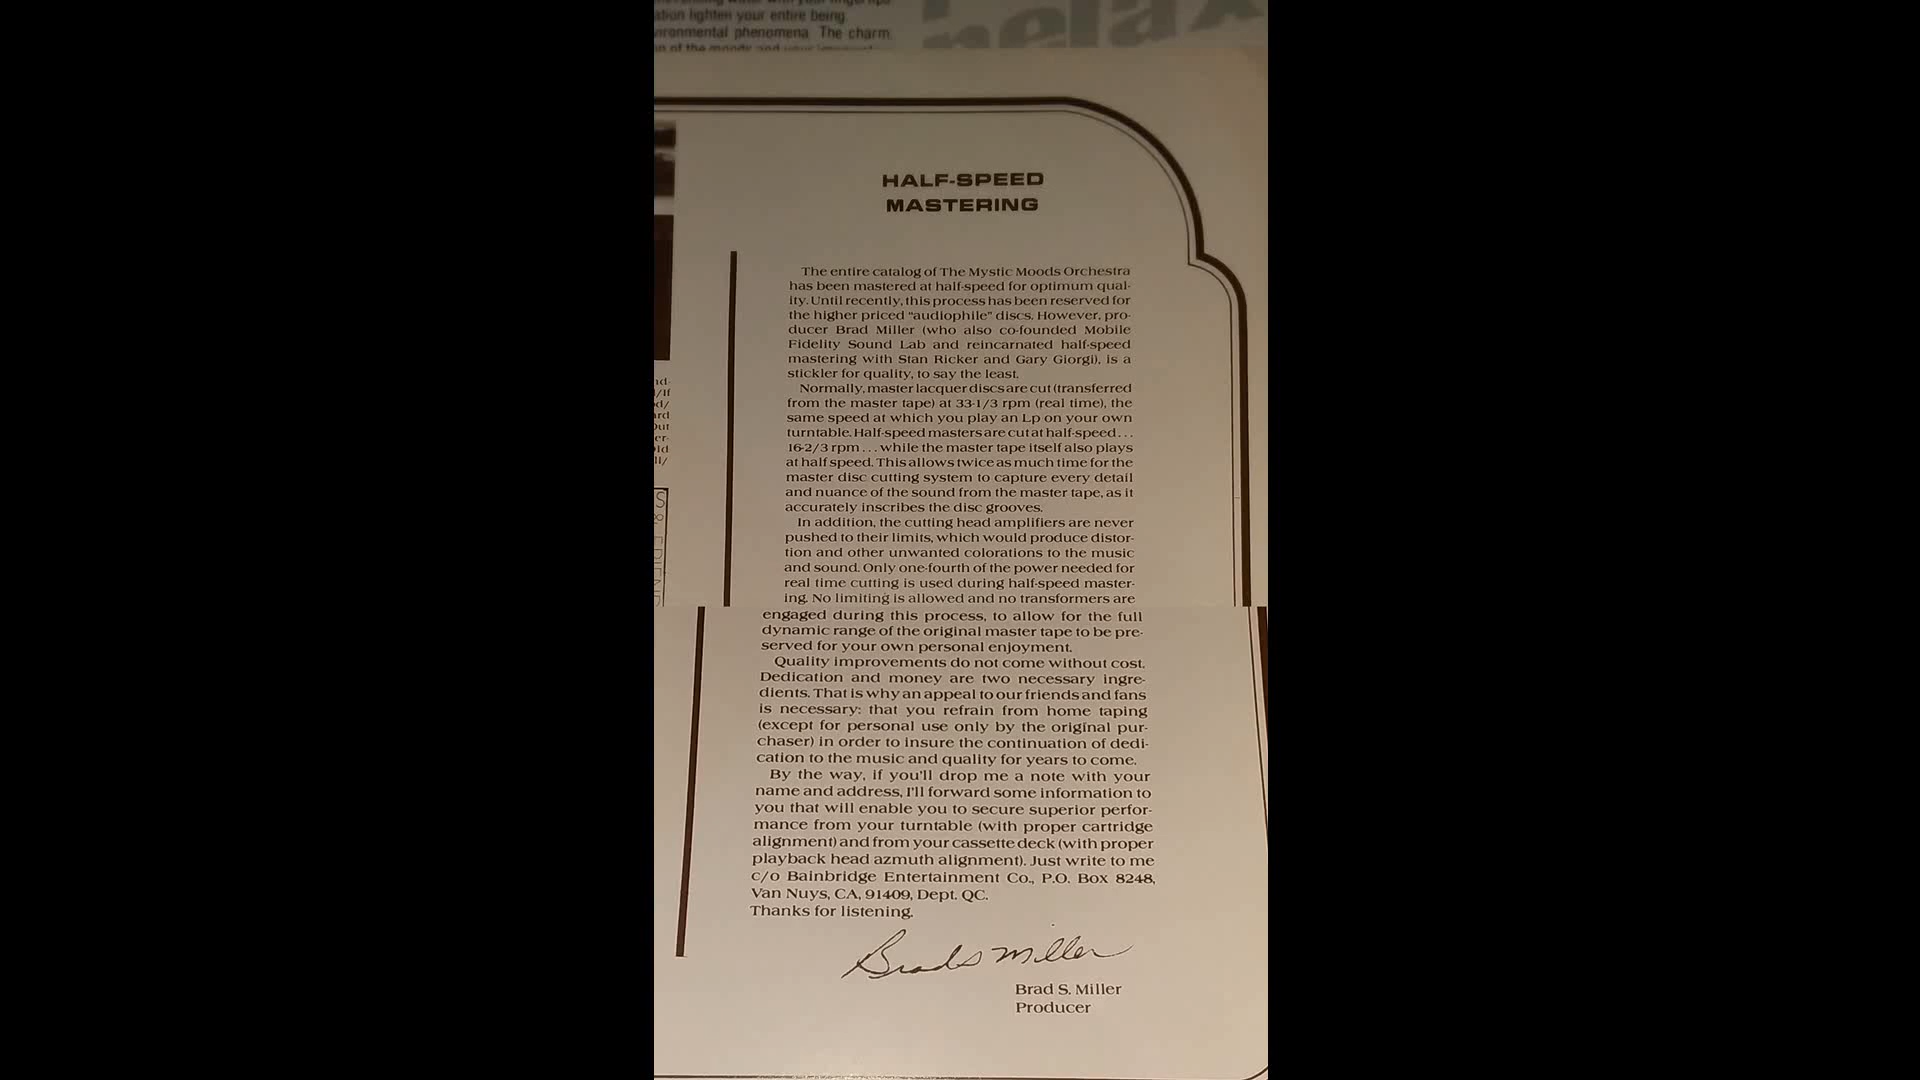 ation lighten your entire being
vironmental phenomena. The charm
relax
HALF-SPEED
MASTERING
The entire catalog of The Mystic Moods Orchestra
has been mastered at half-speed for optimum qual-
ity. Until recently, this process has been reserved for
the higher priced "audiophile" discs. However, pro-
ducer Brad Miller (who also co-founded Mobile
Fidelity Sound Lab and reincarnated half-speed
mastering with Stan Ricker and Gary Giorgi), is a
stickler for quality, to say the least.
Normally, master lacquer discs are cut (transferred
from the master tape) at 33-1/3 rpm (real time), the
same speed at which you play an Lp on your own
turntable. Half-speed masters are cut at half-speed...
16-2/3 rpm...while the master tape itself also plays
at half speed. This allows twice as much time for the
master disc cutting system to capture every detail
and nuance of the sound from the master tape, as it
accurately inscribes the disc grooves.
In addition, the cutting head amplifiers are never
pushed to their limits, which would produce distor-
tion and other unwanted colorations to the music
and sound. Only one-fourth of the power needed for
real time cutting is used during half-speed master-
ing. No limiting is allowed and no transformers are
engaged during this process, to allow for the full
dynamic range of the original master tape to be pre-
served for your own personal enjoyment.
Quality improvements do not come without cost.
Dedication and money are two necessary ingre-
dients. That is why an appeal to our friends and fans
is necessary: that you refrain from home taping
(except for personal use only by the original pur-
chaser) in order to insure the continuation of dedi-
cation to the music and quality for years to come.
By the way, if you'll drop me a note with your
name and address, I'll forward some information to
you that will enable you to secure superior perfor-
mance from your turntable (with proper cartridge
alignment) and from your cassette deck (with proper
playback head azmuth alignment). Just write to me
c/o Bainbridge Entertainment Co., P.O. Box 8248,
Van Nuys, CA, 91409, Dept. QC.
Thanks for listening.
Brad S Miller
Brad S. Miller
Producer